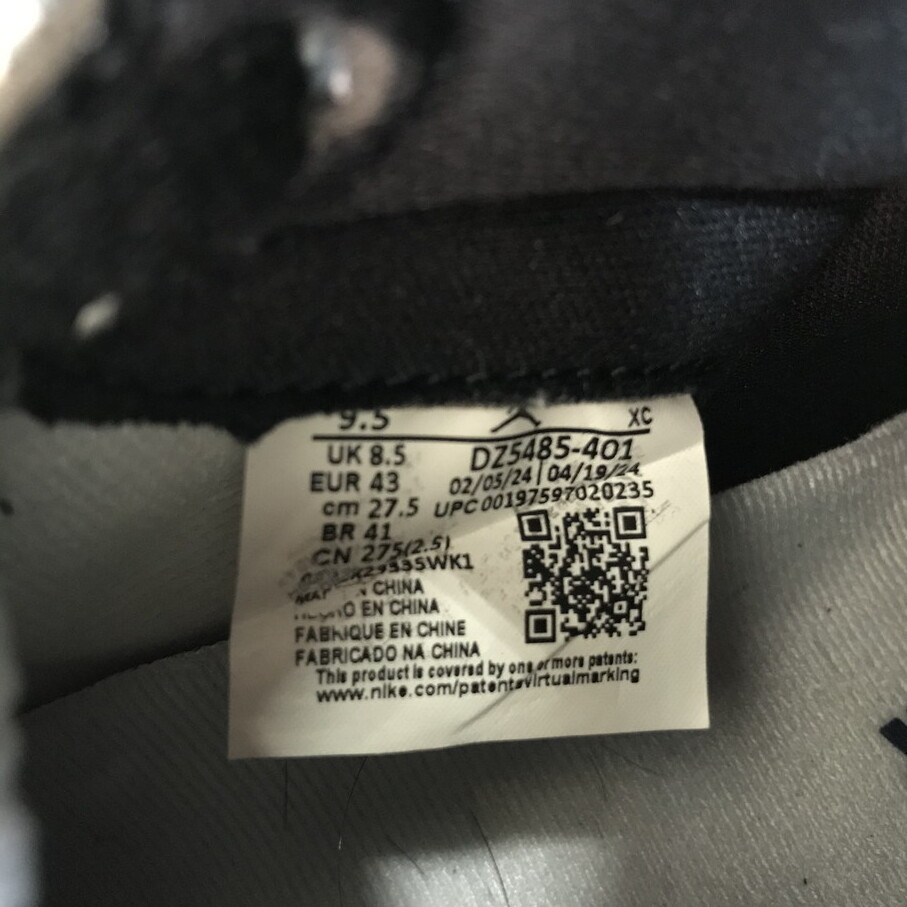 9.5 XC
UK 8.5 DZ5485-401
EUR 43 02/05/24 | 04/19/24
cm 27.5 UPC 00197597020235
BR 41
CN 275(2.5)
CHINA
EN CHINA
FABRIQUE EN CHINE
FABRICADO NA CHINA
This product is covered by one or more patents:
www.nike.com/patentsvirtualmarking